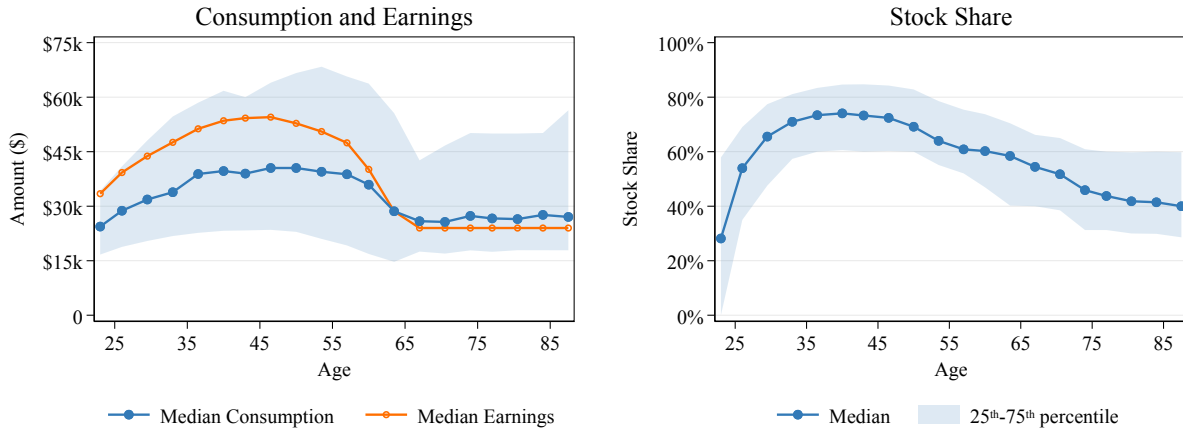 Consumption and Earnings
$75k
$60k
$45k
$30k
$15k
0
Amount ($)
25 35 45 55 65 75 85
Age
Median Consumption Median Earnings
Stock Share
100%
80%
60%
40%
20%
0%
Stock Share
25 35 45 55 65 75 85
Age
Median 25th-75th percentile